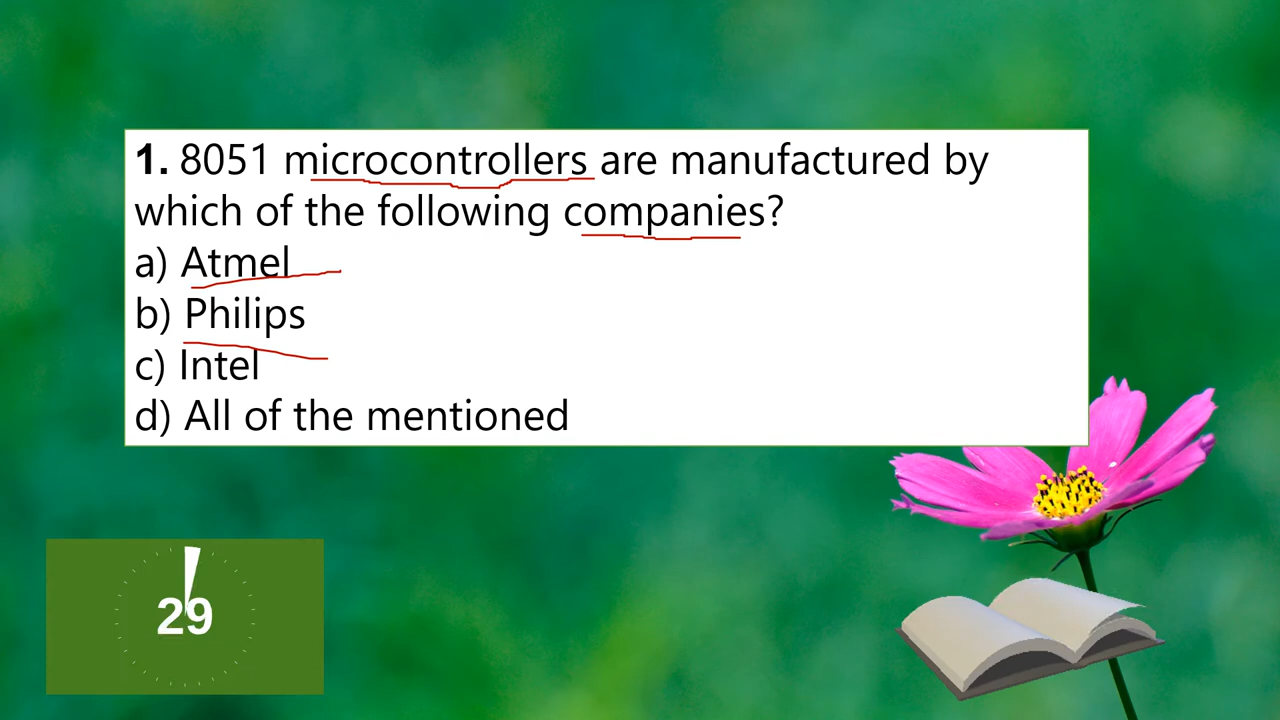 1. 8051 microcontrollers are manufactured by
which of the following companies?
a) Atmel
b) Philips
c) Intel
d) All of the mentioned
29